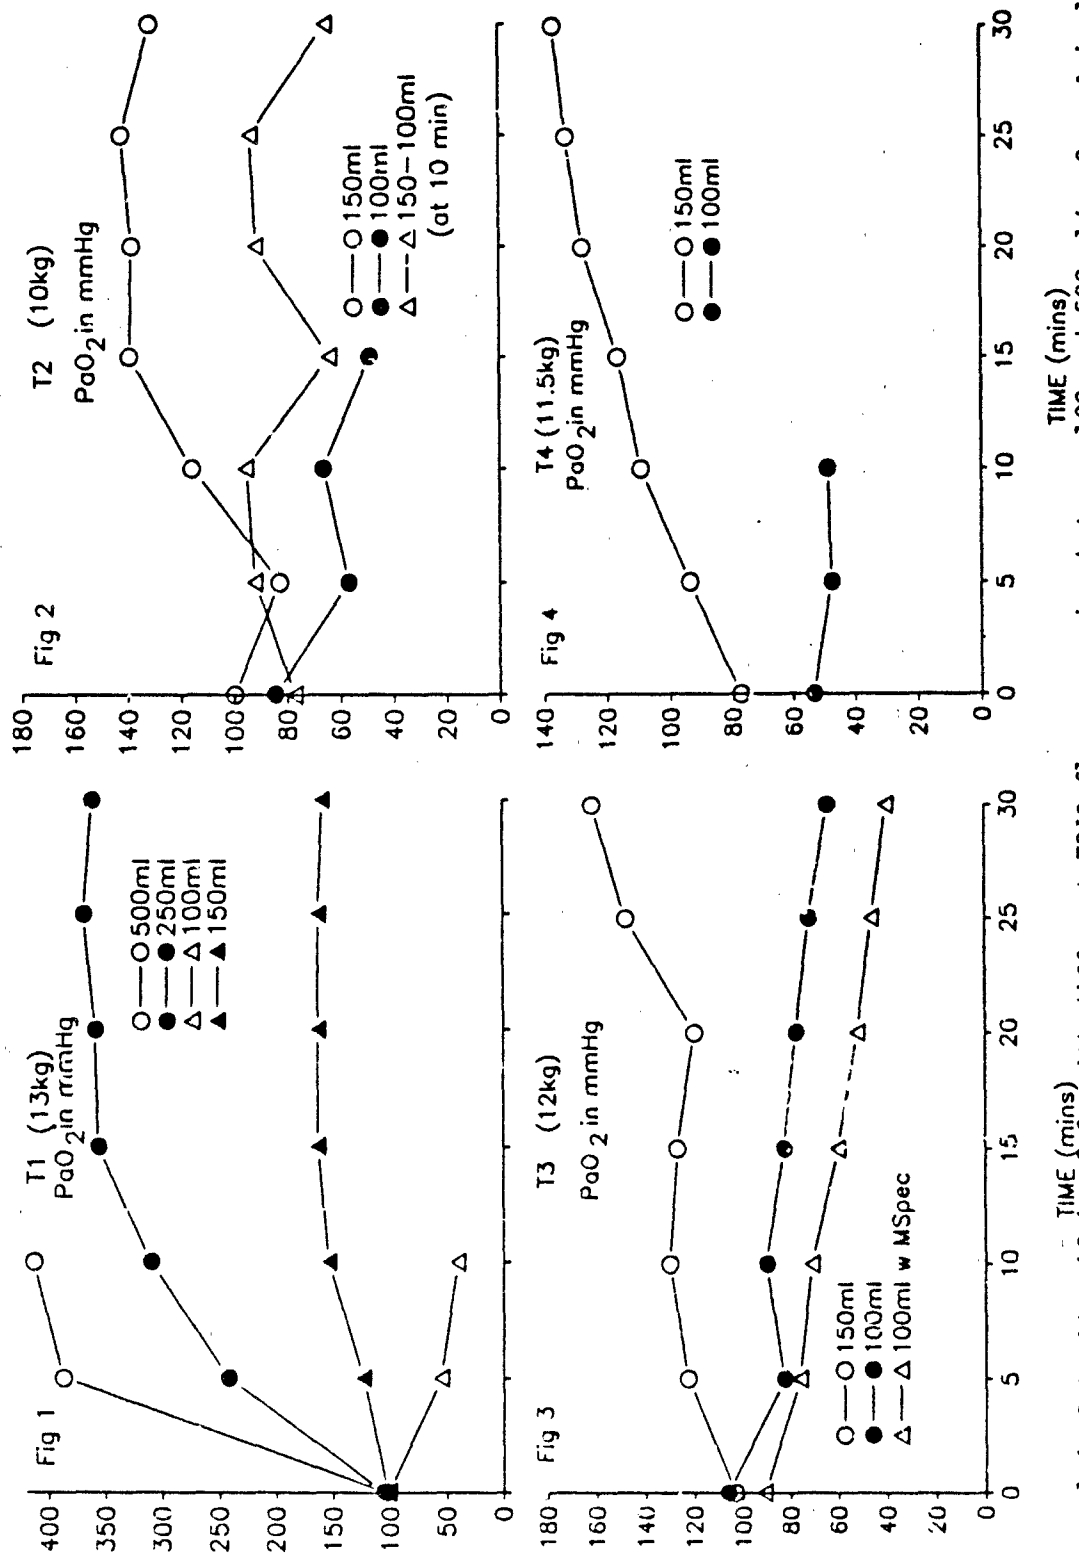 Fig 1
T1 (13kg)
PaO2 in mmHg
400
350
300
250
200
150
100
50
0
500ml
250ml
100ml
150ml
Fig 2
T2 (10kg)
PaO2 in mmHg
180
160
140
120
100
80
60
40
20
0
150ml
100ml
150-100ml
(at 10 min)
Fig 3
T3 (12kg)
PaO2 in mmHg
180
160
140
120
100
80
60
40
20
0
150ml
100ml
100ml w MSpec
0 5 10 15 20 25 30
TIME (mins)
Fig 4
T4 (11.5kg)
PaO2 in mmHg
140
120
100
80
60
40
20
0
150ml
100ml
0 5 10 15 20 25 30
TIME (mins)